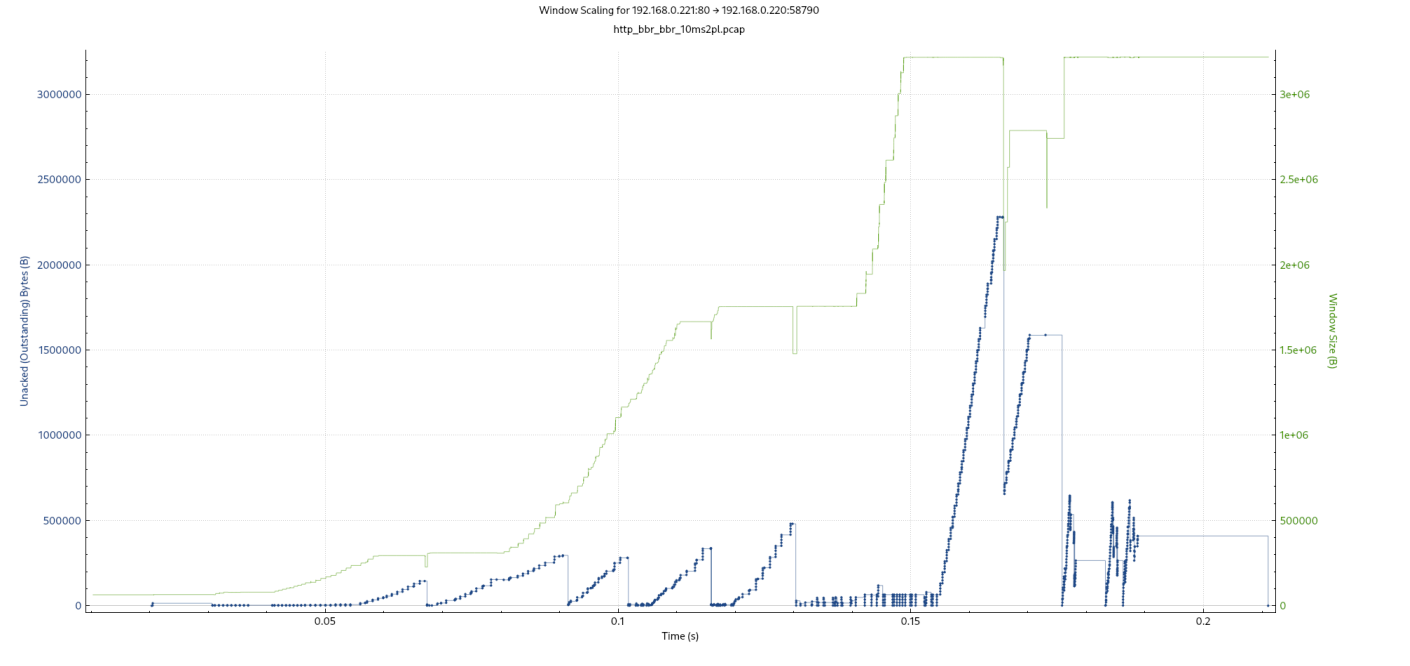 Window Scaling for 192.168.0.221:80 → 192.168.0.220:58790
http_bbr_bbr_10ms2pl.pcap
Unacked (Outstanding) Bytes (B)
3000000
2500000
2000000
1500000
1000000
500000
0
3e+06
2.5e+06
2e+06
1.5e+06
1e+06
500000
0
Window Size (B)
0.05
0.1
0.15
0.2
Time (s)